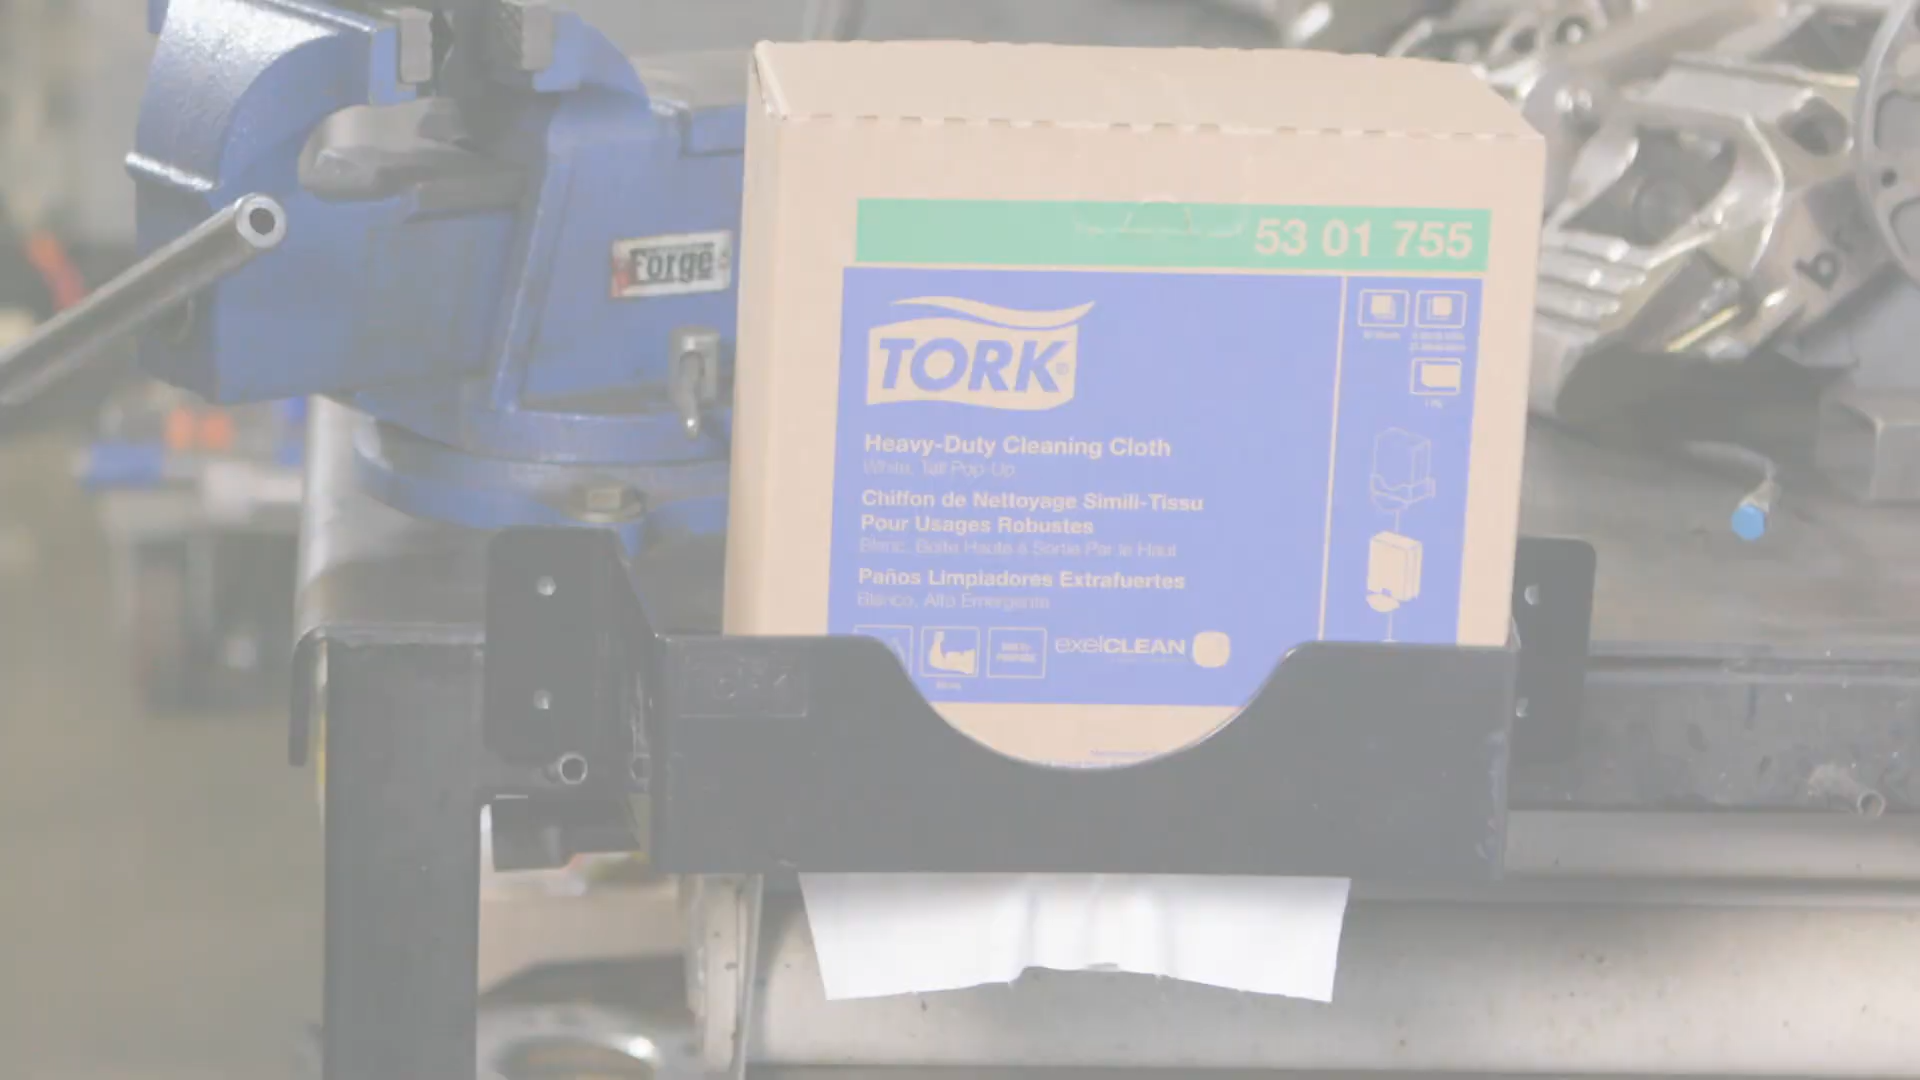 Forge
53 01 755
TORK®
Heavy-Duty Cleaning Cloth
White, Tall Pop-Up
Chiffon de Nettoyage Simili-Tissu
Pour Usages Robustes
Blanc, Boîte Haute à Sortie Par le Haut
Paños Limpiadores Extrafuertes
Blanco, Alto Emergente
exelCLEAN